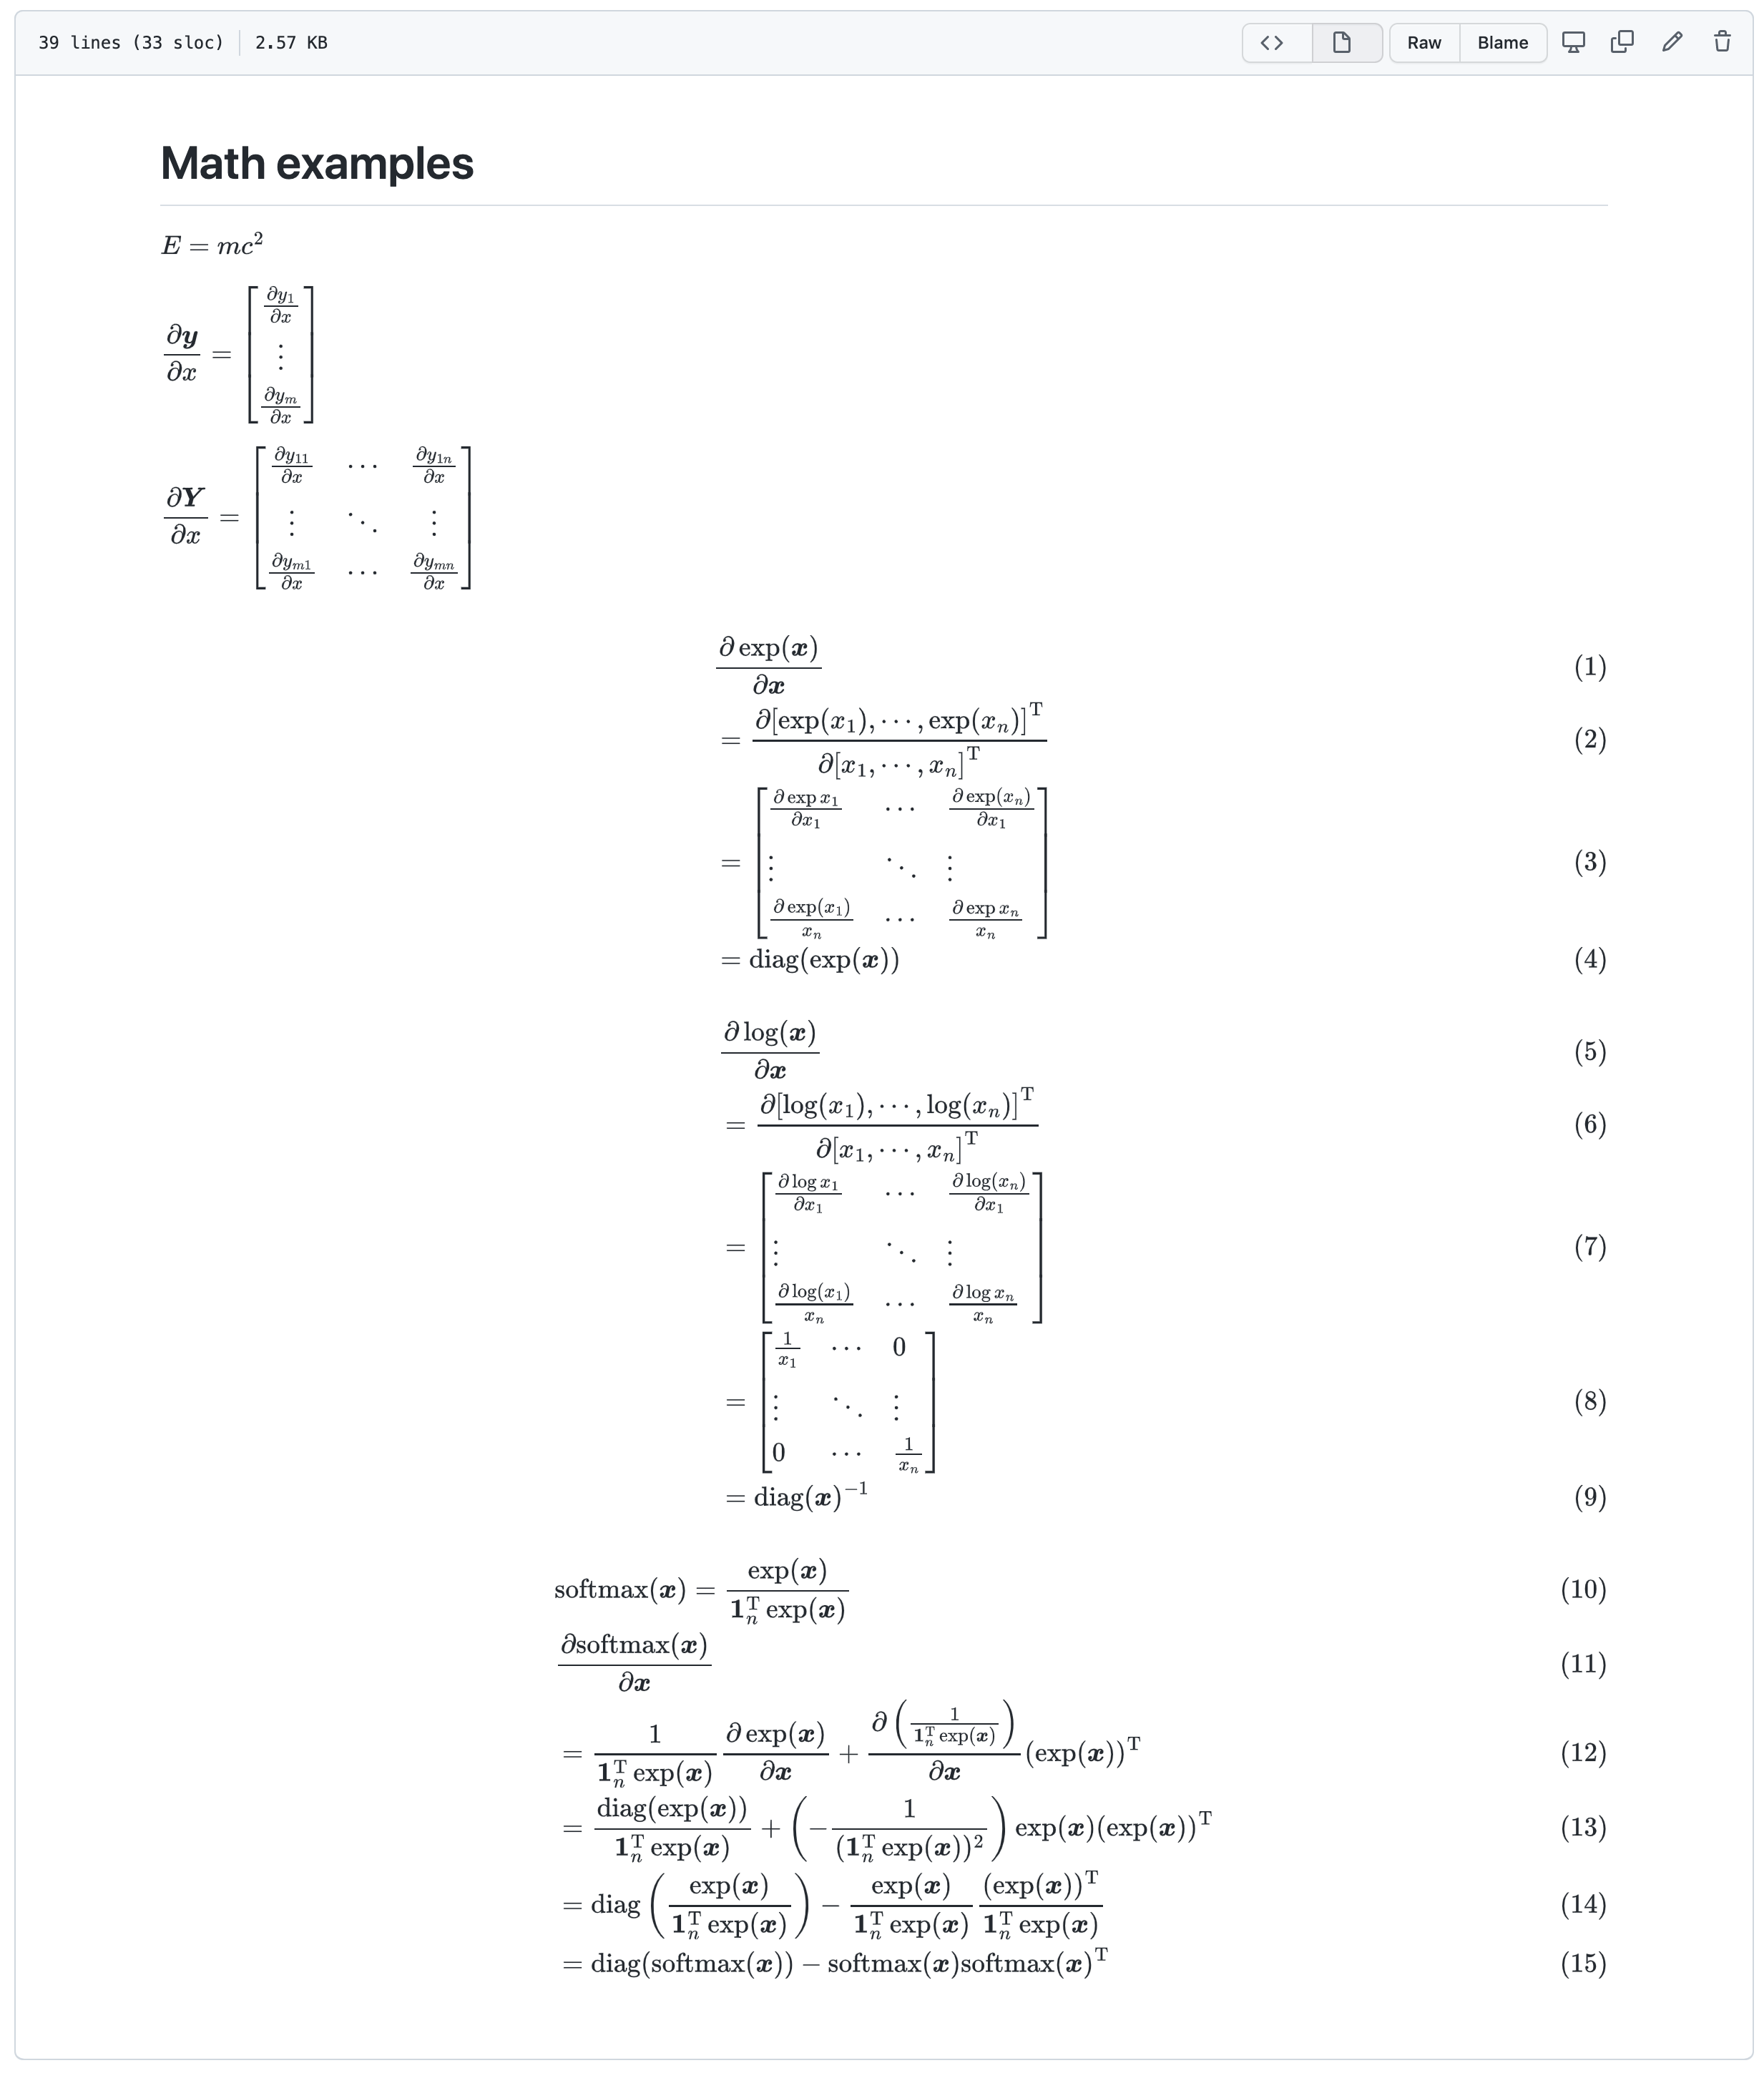 39 lines (33 sloc) 2.57 KB Raw Blame
Math examples
$E = mc^2$
$\frac{\partial \boldsymbol{y}}{\partial x} = \begin{bmatrix} \frac{\partial y_1}{\partial x} \\ \vdots \\ \frac{\partial y_m}{\partial x} \end{bmatrix}$
$\frac{\partial \boldsymbol{Y}}{\partial x} = \begin{bmatrix} \frac{\partial y_{11}}{\partial x} & \cdots & \frac{\partial y_{1n}}{\partial x} \\ \vdots & \ddots & \vdots \\ \frac{\partial y_{m1}}{\partial x} & \cdots & \frac{\partial y_{mn}}{\partial x} \end{bmatrix}$
$\frac{\partial \exp(\boldsymbol{x})}{\partial \boldsymbol{x}}$ (1)
$= \frac{\partial [\exp(x_1), \cdots, \exp(x_n)]^{\mathrm{T}}}{\partial [x_1, \cdots, x_n]^{\mathrm{T}}}$ (2)
$= \begin{bmatrix} \frac{\partial \exp x_1}{\partial x_1} & \cdots & \frac{\partial \exp(x_n)}{\partial x_1} \\ \vdots & \ddots & \vdots \\ \frac{\partial \exp(x_1)}{x_n} & \cdots & \frac{\partial \exp x_n}{x_n} \end{bmatrix}$ (3)
$= \mathrm{diag}(\exp(\boldsymbol{x}))$ (4)
$\frac{\partial \log(\boldsymbol{x})}{\partial \boldsymbol{x}}$ (5)
$= \frac{\partial [\log(x_1), \cdots, \log(x_n)]^{\mathrm{T}}}{\partial [x_1, \cdots, x_n]^{\mathrm{T}}}$ (6)
$= \begin{bmatrix} \frac{\partial \log x_1}{\partial x_1} & \cdots & \frac{\partial \log(x_n)}{\partial x_1} \\ \vdots & \ddots & \vdots \\ \frac{\partial \log(x_1)}{x_n} & \cdots & \frac{\partial \log x_n}{x_n} \end{bmatrix}$ (7)
$= \begin{bmatrix} \frac{1}{x_1} & \cdots & 0 \\ \vdots & \ddots & \vdots \\ 0 & \cdots & \frac{1}{x_n} \end{bmatrix}$ (8)
$= \mathrm{diag}(\boldsymbol{x})^{-1}$ (9)
$\mathrm{softmax}(\boldsymbol{x}) = \frac{\exp(\boldsymbol{x})}{\mathbf{1}_n^{\mathrm{T}} \exp(\boldsymbol{x})}$ (10)
$\frac{\partial \mathrm{softmax}(\boldsymbol{x})}{\partial \boldsymbol{x}}$ (11)
$= \frac{1}{\mathbf{1}_n^{\mathrm{T}} \exp(\boldsymbol{x})} \frac{\partial \exp(\boldsymbol{x})}{\partial \boldsymbol{x}} + \frac{\partial \left( \frac{1}{\mathbf{1}_n^{\mathrm{T}} \exp(\boldsymbol{x})} \right)}{\partial \boldsymbol{x}} (\exp(\boldsymbol{x}))^{\mathrm{T}}$ (12)
$= \frac{\mathrm{diag}(\exp(\boldsymbol{x}))}{\mathbf{1}_n^{\mathrm{T}} \exp(\boldsymbol{x})} + \left( -\frac{1}{(\mathbf{1}_n^{\mathrm{T}} \exp(\boldsymbol{x}))^2} \right) \exp(\boldsymbol{x}) (\exp(\boldsymbol{x}))^{\mathrm{T}}$ (13)
$= \mathrm{diag} \left( \frac{\exp(\boldsymbol{x})}{\mathbf{1}_n^{\mathrm{T}} \exp(\boldsymbol{x})} \right) - \frac{\exp(\boldsymbol{x})}{\mathbf{1}_n^{\mathrm{T}} \exp(\boldsymbol{x})} \frac{(\exp(\boldsymbol{x}))^{\mathrm{T}}}{\mathbf{1}_n^{\mathrm{T}} \exp(\boldsymbol{x})}$ (14)
$= \mathrm{diag}(\mathrm{softmax}(\boldsymbol{x})) - \mathrm{softmax}(\boldsymbol{x}) \mathrm{softmax}(\boldsymbol{x})^{\mathrm{T}}$ (15)